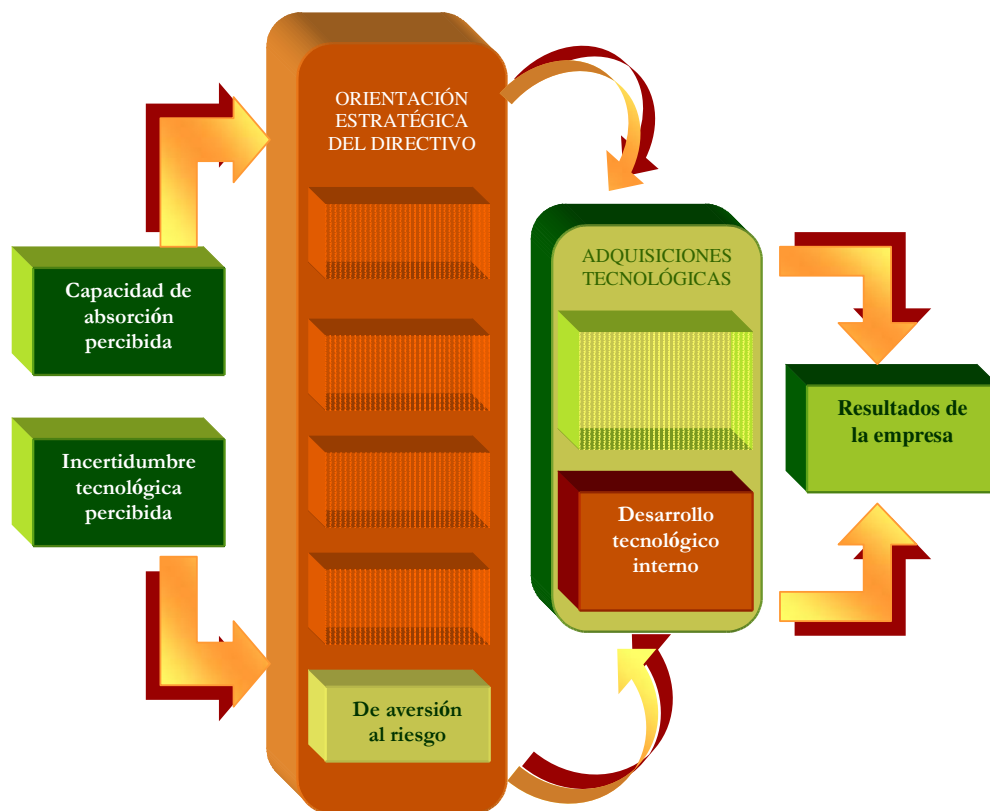 ORIENTACIÓN
ESTRATÉGICA
DEL DIRECTIVO
Capacidad de
absorción
percibida
Incertidumbre
tecnológica
percibida
De aversión
al riesgo
ADQUISICIONES
TECNOLÓGICAS
Desarrollo
tecnológico
interno
Resultados de
la empresa